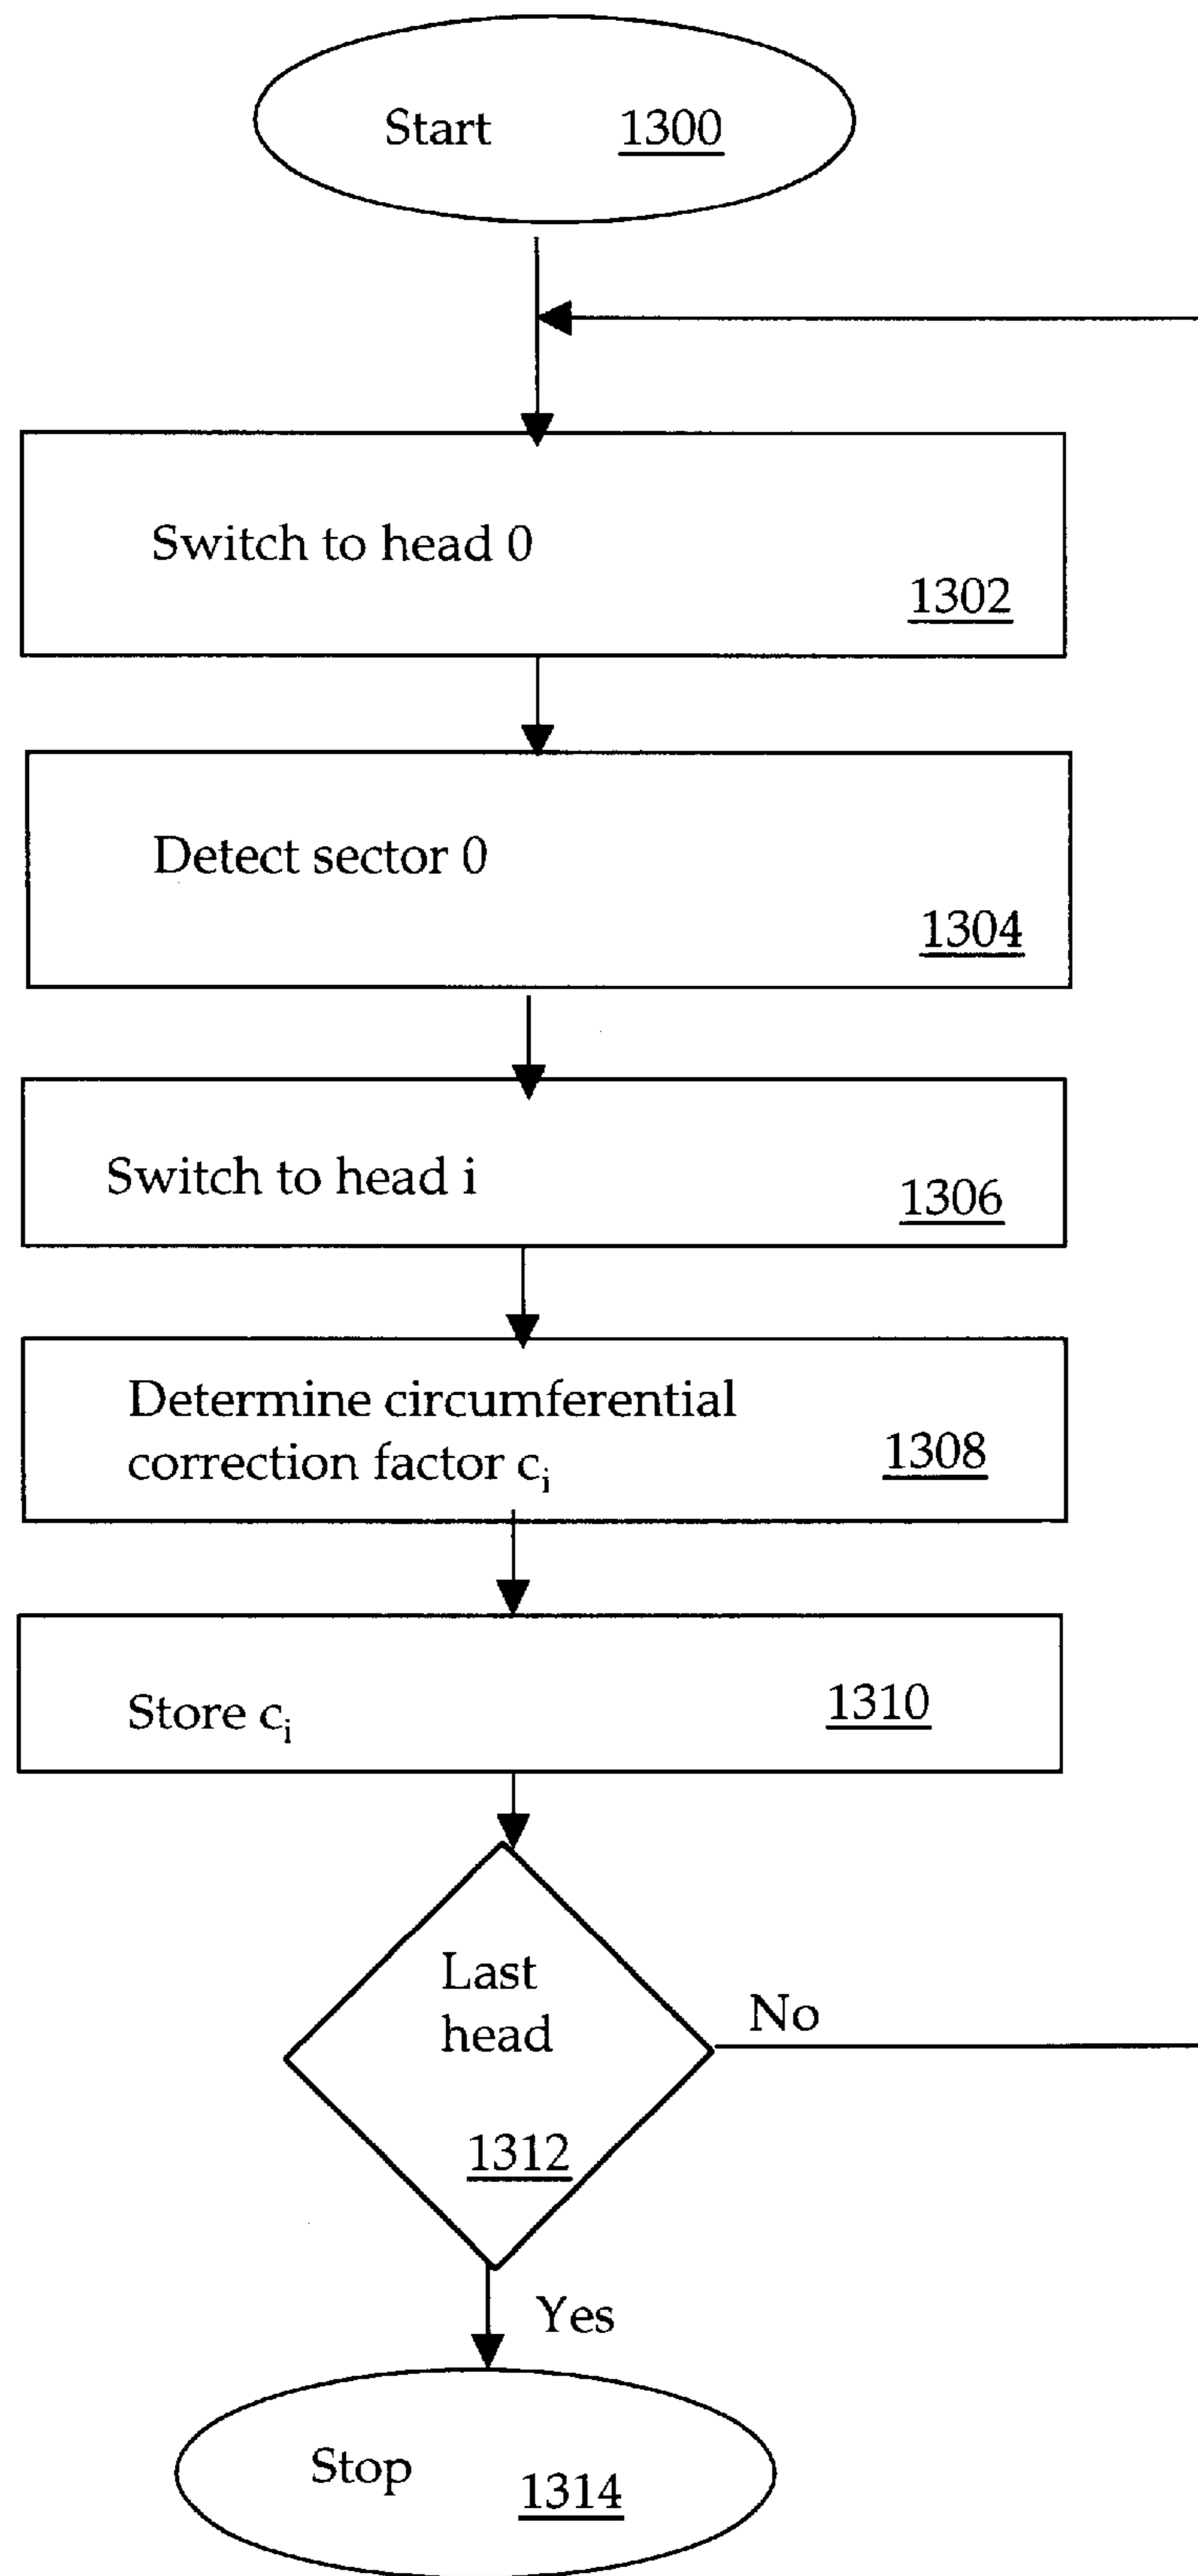 Start 1300
Switch to head 0
1302
Detect sector 0
1304
Switch to head i
1306
Determine circumferential
correction factor ci
1308
Store ci
1310
Last
head
1312
No
Yes
Stop
1314